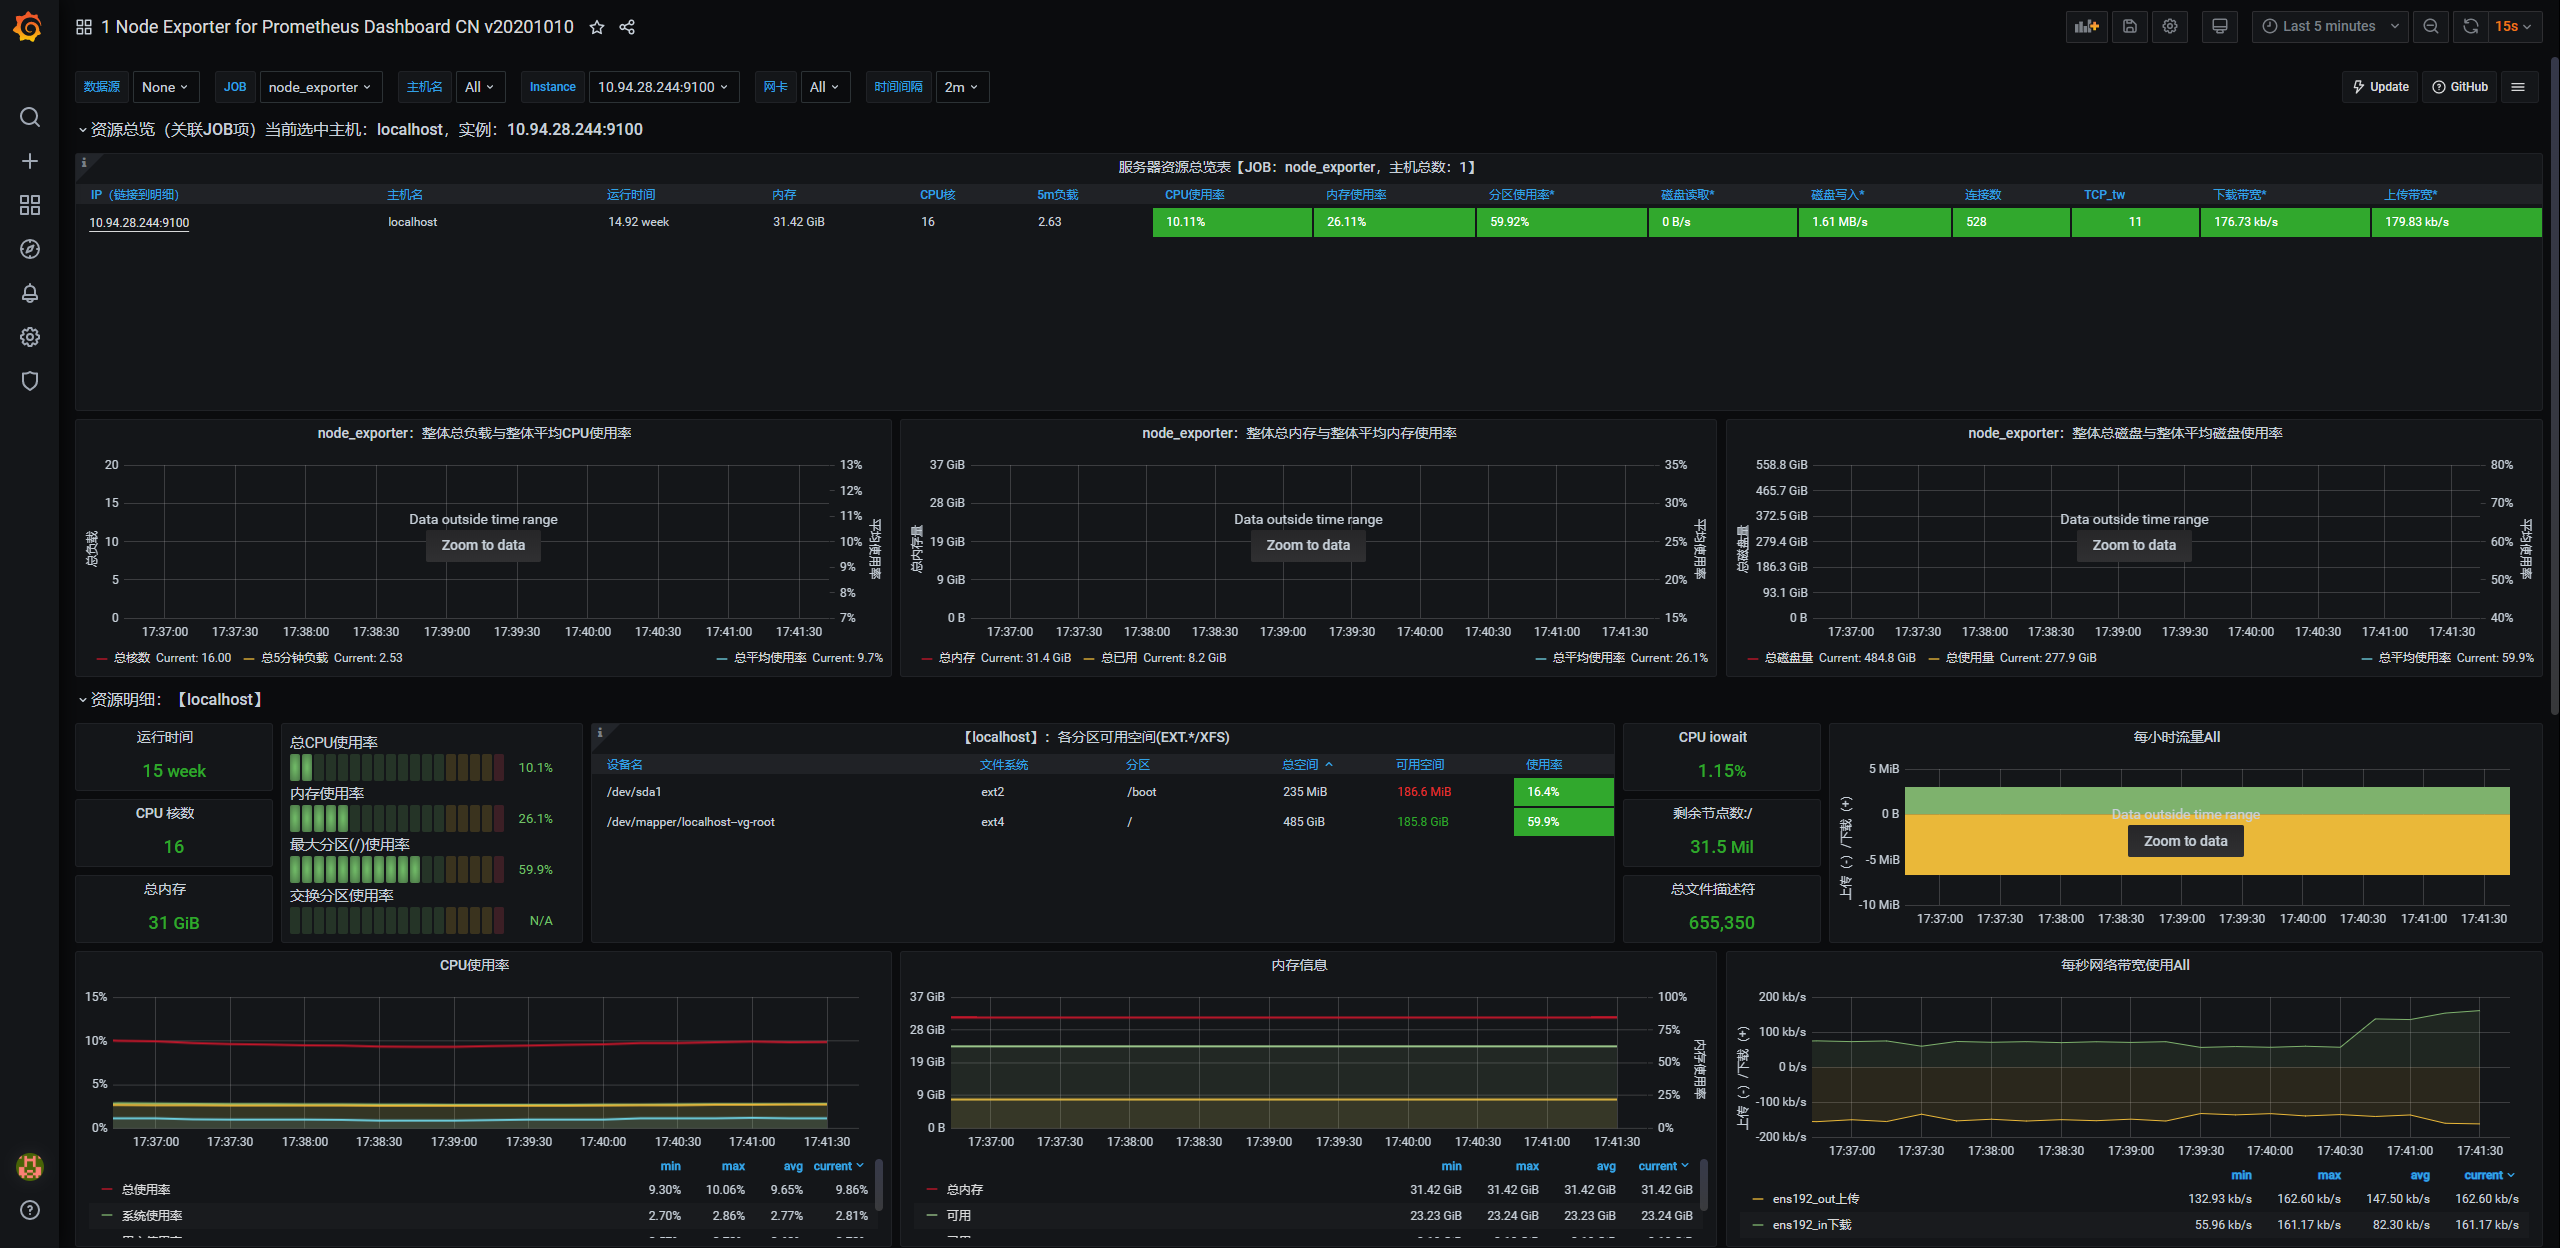 1 Node Exporter for Prometheus Dashboard CN v20201010
Last 5 minutes 15s
数据源 None JOB node_exporter 主机名 All Instance 10.94.28.244:9100 网卡 All 时间间隔 2m Update GitHub
资源总览（关联JOB项）当前选中主机：localhost，实例：10.94.28.244:9100
服务器资源总览表【JOB：node_exporter，主机总数：1】
IP（链接到明细） 主机名 运行时间 内存 CPU核 5m负载 CPU使用率 内存使用率 分区使用率* 磁盘读取* 磁盘写入* 连接数 TCP_tw 下载带宽* 上传带宽*
10.94.28.244:9100 localhost 14.92 week 31.42 GiB 16 2.63 10.11% 26.11% 59.92% 0 B/s 1.61 MB/s 528 11 176.73 kb/s 179.83 kb/s
node_exporter：整体总负载与整体平均CPU使用率
20
15
10
5
0
13%
12%
11%
10%
9%
8%
7%
总负载
平均使用率
Data outside time range
Zoom to data
17:37:00 17:37:30 17:38:00 17:38:30 17:39:00 17:39:30 17:40:00 17:40:30 17:41:00 17:41:30
总核数 Current: 16.00 总5分钟负载 Current: 2.53 总平均使用率 Current: 9.7%
node_exporter：整体总内存与整体平均内存使用率
37 GiB
28 GiB
19 GiB
9 GiB
0 B
35%
30%
25%
20%
15%
总内存量
平均使用率
Data outside time range
Zoom to data
17:37:00 17:37:30 17:38:00 17:38:30 17:39:00 17:39:30 17:40:00 17:40:30 17:41:00 17:41:30
总内存 Current: 31.4 GiB 总已用 Current: 8.2 GiB 总平均使用率 Current: 26.1%
node_exporter：整体总磁盘与整体平均磁盘使用率
558.8 GiB
465.7 GiB
372.5 GiB
279.4 GiB
186.3 GiB
93.1 GiB
0 B
80%
70%
60%
50%
40%
总磁盘量
平均使用率
Data outside time range
Zoom to data
17:37:00 17:37:30 17:38:00 17:38:30 17:39:00 17:39:30 17:40:00 17:40:30 17:41:00 17:41:30
总磁盘量 Current: 484.8 GiB 总使用量 Current: 277.9 GiB 总平均使用率 Current: 59.9%
资源明细：【localhost】
运行时间
15 week
CPU 核数
16
总内存
31 GiB
总CPU使用率
10.1%
内存使用率
26.1%
最大分区(/)使用率
59.9%
交换分区使用率
N/A
【localhost】：各分区可用空间(EXT.*/XFS)
设备名 文件系统 分区 总空间 可用空间 使用率
/dev/sda1 ext2 /boot 235 MiB 186.6 MiB 16.4%
/dev/mapper/localhost--vg-root ext4 / 485 GiB 185.8 GiB 59.9%
CPU iowait
1.15%
剩余节点数:/
31.5 Mil
总文件描述符
655,350
每小时流量All
5 MiB
0 B
-5 MiB
-10 MiB
上传（-）/下载（+）
Data outside time range
Zoom to data
17:37:00 17:37:30 17:38:00 17:38:30 17:39:00 17:39:30 17:40:00 17:40:30 17:41:00 17:41:30
CPU使用率
15%
10%
5%
0%
17:37:00 17:37:30 17:38:00 17:38:30 17:39:00 17:39:30 17:40:00 17:40:30 17:41:00 17:41:30
min max avg current
总使用率 9.30% 10.06% 9.65% 9.86%
系统使用率 2.70% 2.86% 2.77% 2.81%
内存信息
37 GiB
28 GiB
19 GiB
9 GiB
0 B
100%
75%
50%
25%
0%
内存使用率
17:37:00 17:37:30 17:38:00 17:38:30 17:39:00 17:39:30 17:40:00 17:40:30 17:41:00 17:41:30
min max avg current
总内存 31.42 GiB 31.42 GiB 31.42 GiB 31.42 GiB
可用 23.23 GiB 23.24 GiB 23.23 GiB 23.24 GiB
每秒网络带宽使用All
200 kb/s
100 kb/s
0 b/s
-100 kb/s
-200 kb/s
上传（-）/下载（+）
17:37:00 17:37:30 17:38:00 17:38:30 17:39:00 17:39:30 17:40:00 17:40:30 17:41:00 17:41:30
min max avg current
ens192_out上传 132.93 kb/s 162.60 kb/s 147.50 kb/s 162.60 kb/s
ens192_in下载 55.96 kb/s 161.17 kb/s 82.30 kb/s 161.17 kb/s